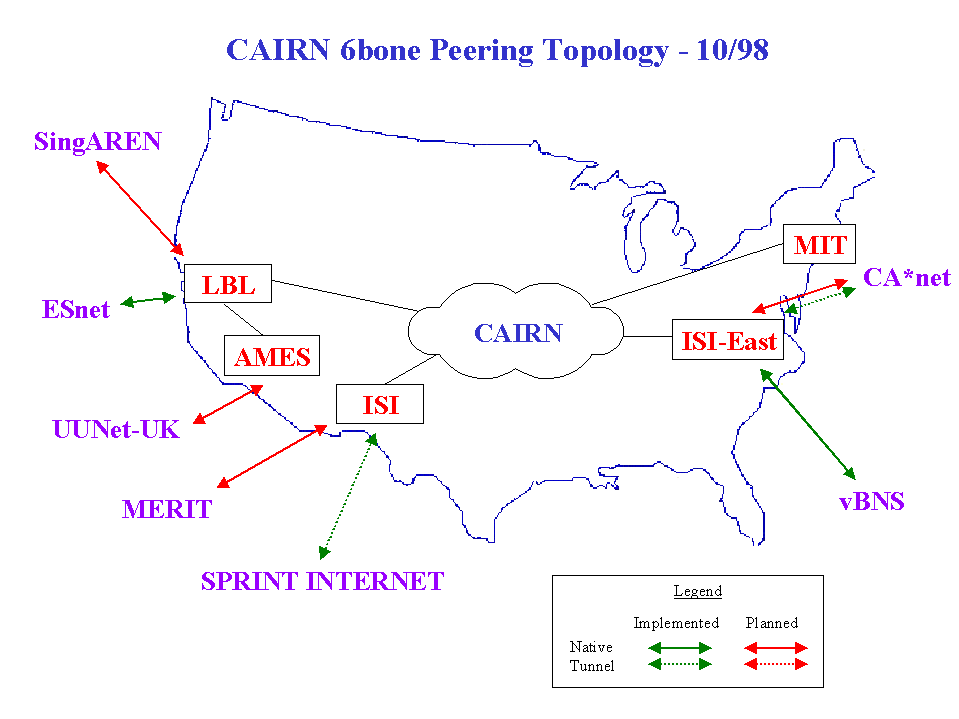 CAIRN 6bone Peering Topology - 10/98
SingAREN
MIT
CA*net
LBL
ESnet
CAIRN
ISI-East
AMES
ISI
UUNet-UK
MERIT
vBNS
SPRINT INTERNET
Legend
Implemented Planned
Native
Tunnel